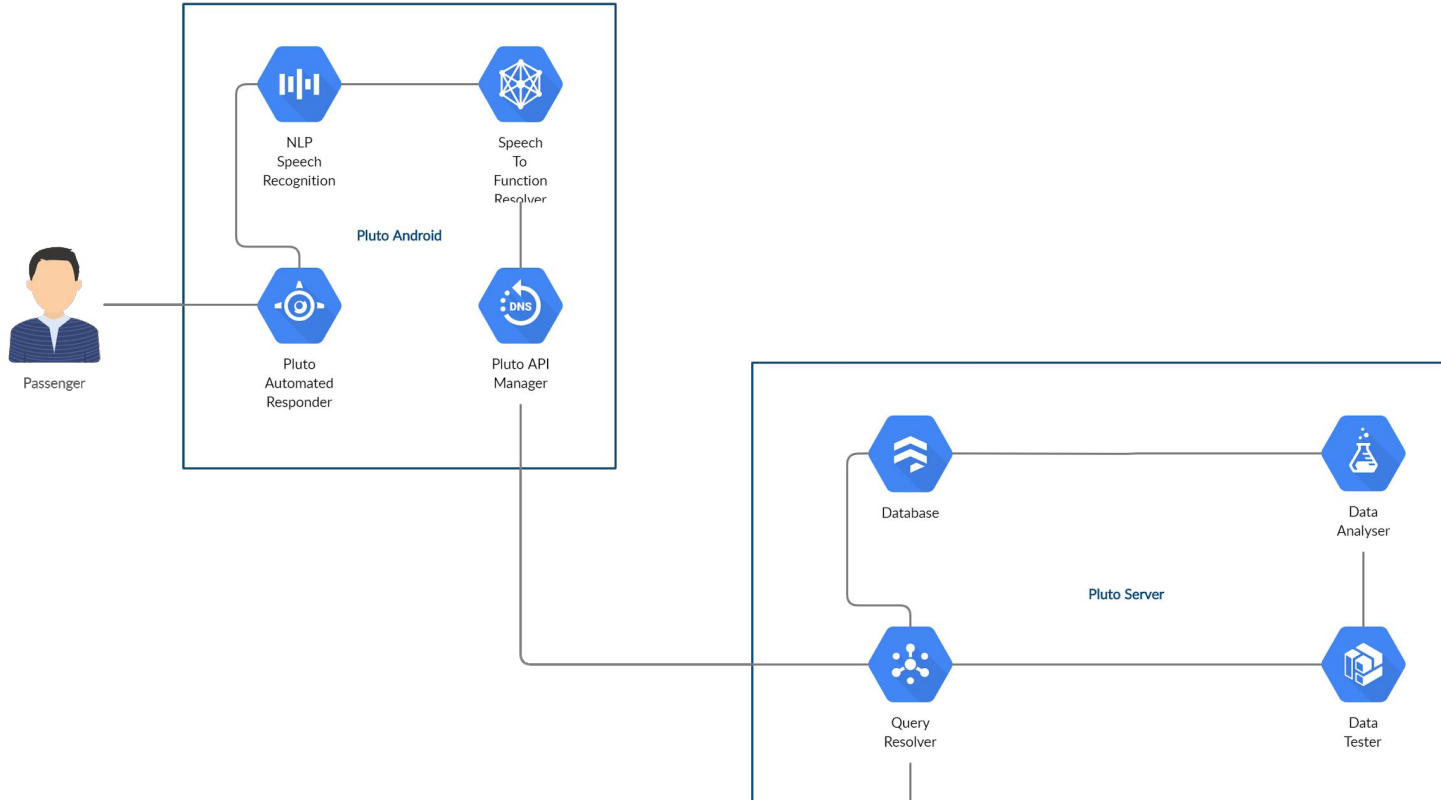 NLP
Speech
Recognition
Speech
To
Function
Resolver
Pluto Android
DNS
Passenger
Pluto
Automated
Responder
Pluto API
Manager
Database
Data
Analyser
Pluto Server
Query
Resolver
Data
Tester